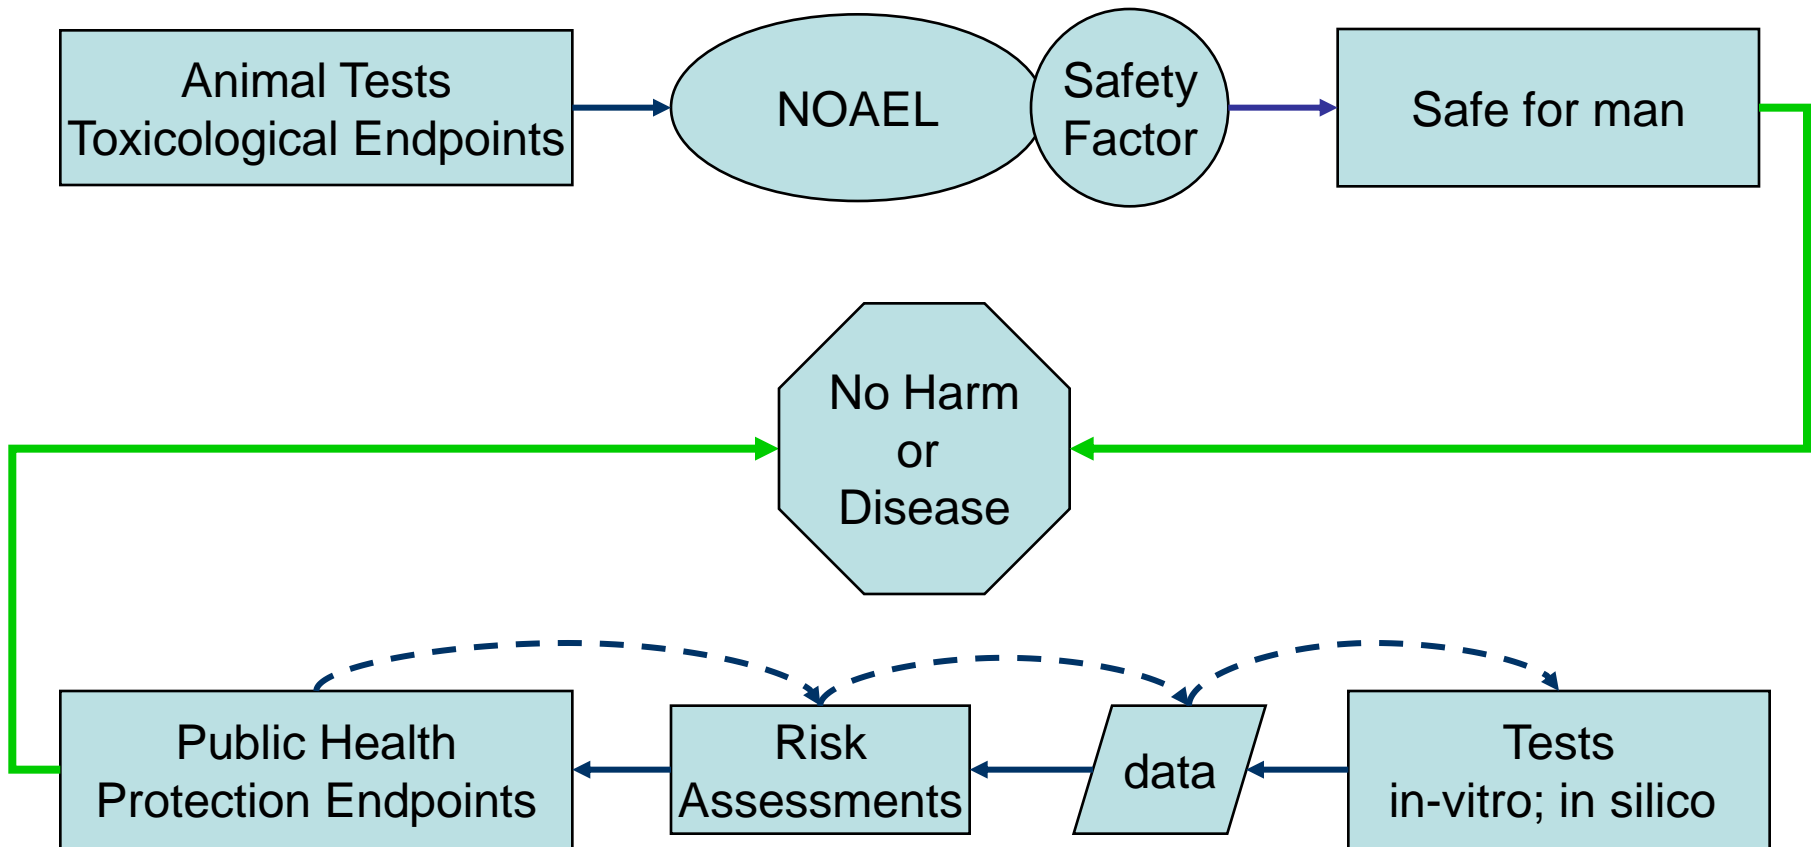 Animal Tests
Toxicological Endpoints
NOAEL
Safety
Factor
Safe for man
No Harm
or
Disease
Public Health
Protection Endpoints
Risk
Assessments
data
Tests
in-vitro; in silico